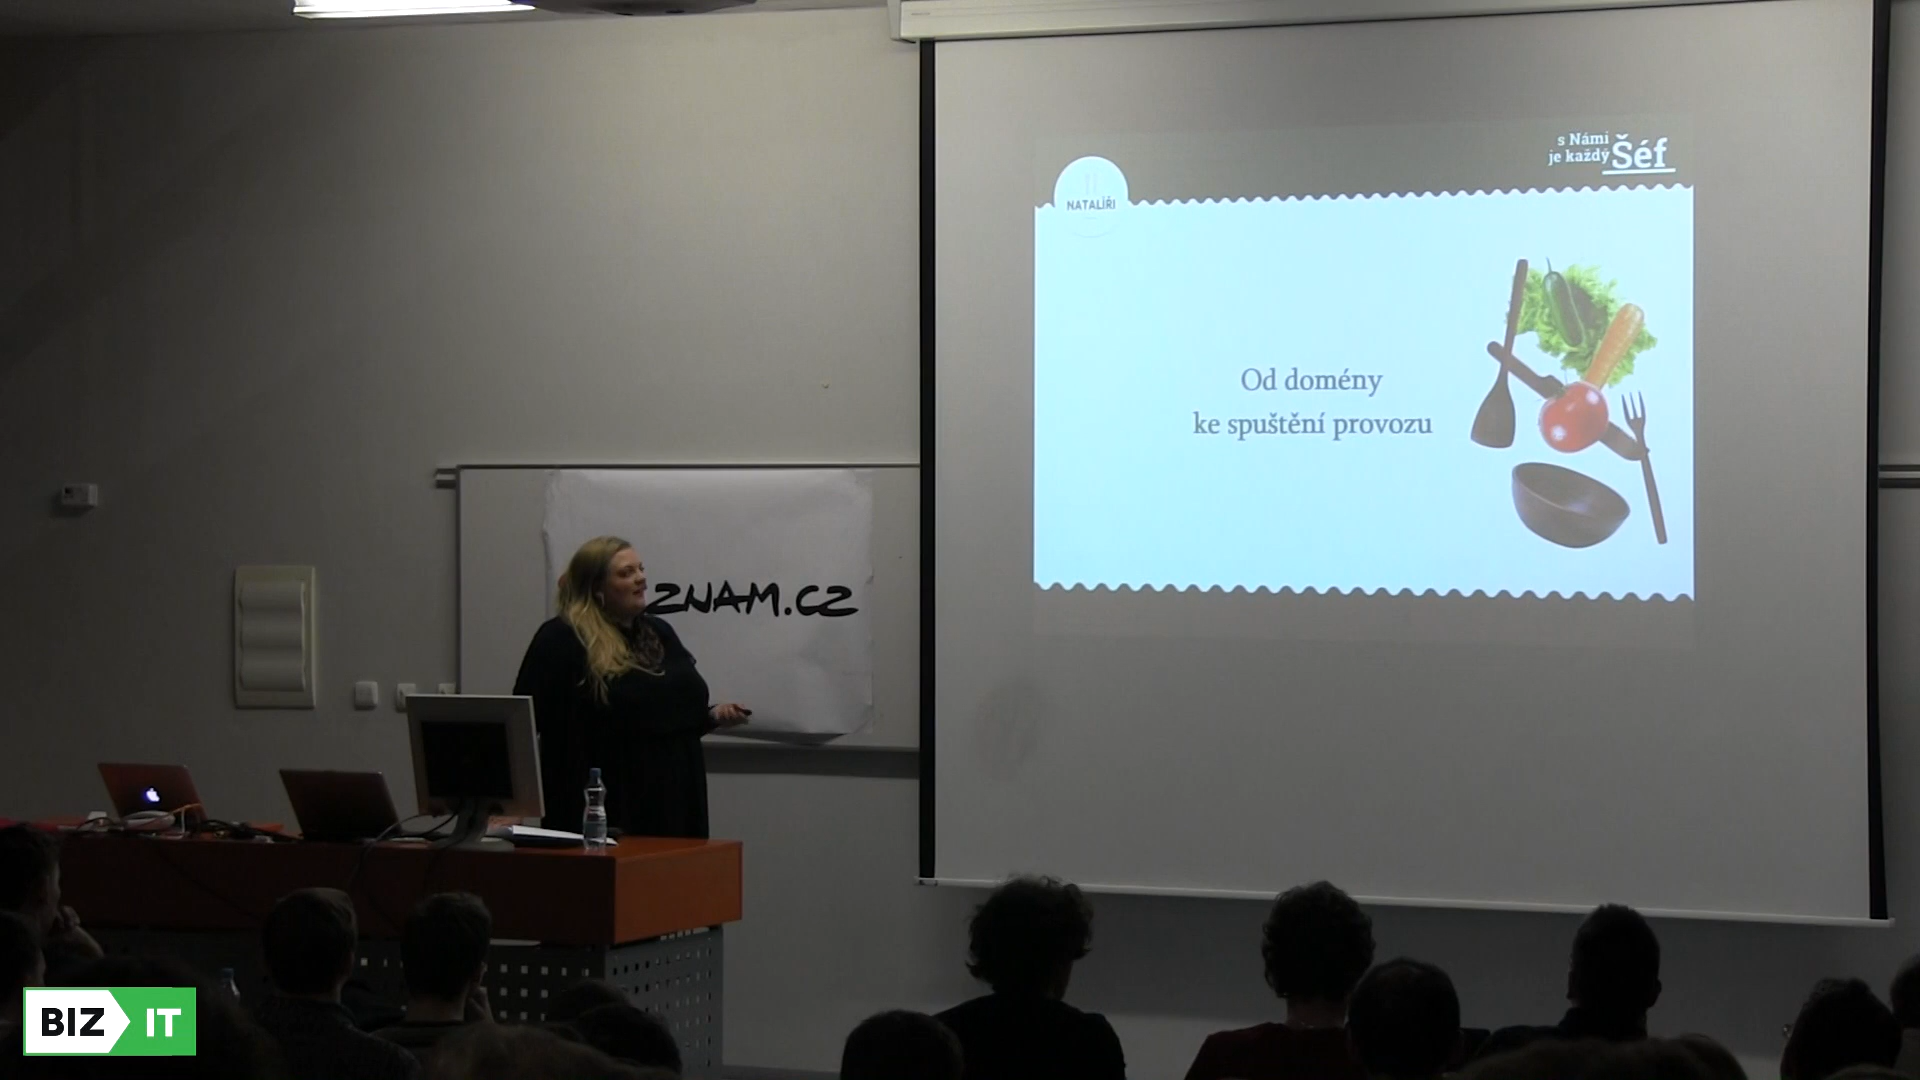 s Námi
je každý Šéf
NATALÍŘI
Od domény
ke spuštění provozu
ZNAM.CZ
BIZ IT